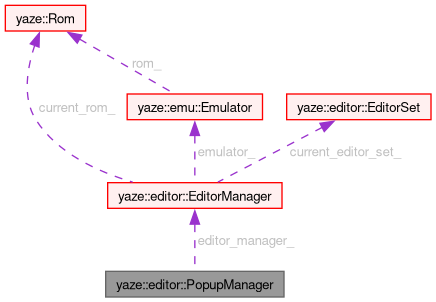 yaze::Rom
rom_
current_rom_
yaze::emu::Emulator
yaze::editor::EditorSet
emulator_
current_editor_set_
yaze::editor::EditorManager
editor_manager_
yaze::editor::PopupManager